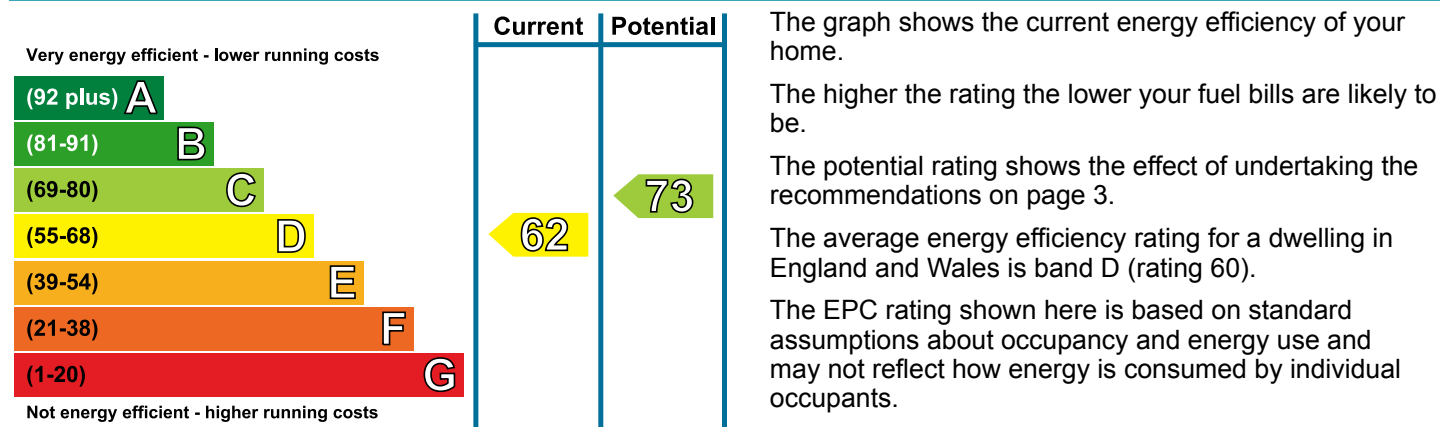 Current Potential
Very energy efficient - lower running costs
(92 plus) A
(81-91) B
(69-80) C
(55-68) D
(39-54) E
(21-38) F
(1-20) G
Not energy efficient - higher running costs
62
73
The graph shows the current energy efficiency of your
home.
The higher the rating the lower your fuel bills are likely to
be.
The potential rating shows the effect of undertaking the
recommendations on page 3.
The average energy efficiency rating for a dwelling in
England and Wales is band D (rating 60).
The EPC rating shown here is based on standard
assumptions about occupancy and energy use and
may not reflect how energy is consumed by individual
occupants.